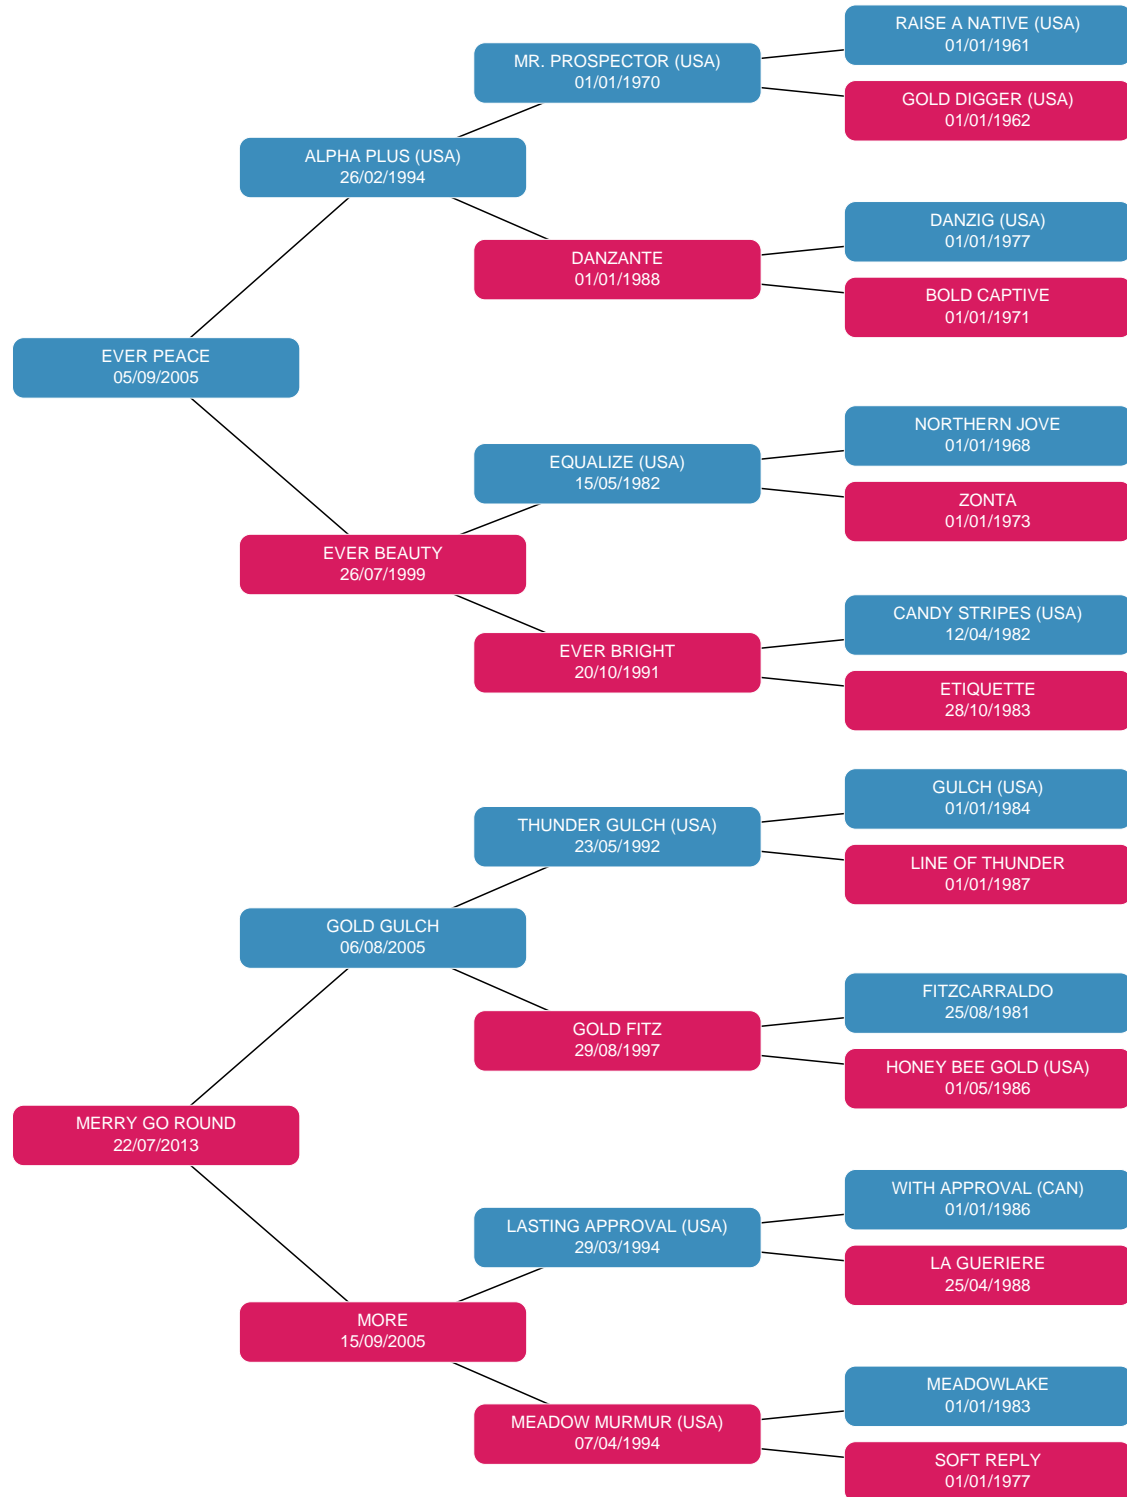 RAISE A NATIVE (USA)
01/01/1961
MR. PROSPECTOR (USA)
01/01/1970
GOLD DIGGER (USA)
01/01/1962
ALPHA PLUS (USA)
26/02/1994
DANZIG (USA)
01/01/1977
DANZANTE
01/01/1988
BOLD CAPTIVE
01/01/1971
EVER PEACE
05/09/2005
NORTHERN JOVE
01/01/1968
EQUALIZE (USA)
15/05/1982
ZONTA
01/01/1973
EVER BEAUTY
26/07/1999
CANDY STRIPES (USA)
12/04/1982
EVER BRIGHT
20/10/1991
ETIQUETTE
28/10/1983
GULCH (USA)
01/01/1984
THUNDER GULCH (USA)
23/05/1992
LINE OF THUNDER
01/01/1987
GOLD GULCH
06/08/2005
FITZCARRALDO
25/08/1981
GOLD FITZ
29/08/1997
HONEY BEE GOLD (USA)
01/05/1986
MERRY GO ROUND
22/07/2013
WITH APPROVAL (CAN)
01/01/1986
LASTING APPROVAL (USA)
29/03/1994
LA GUERIERE
25/04/1988
MORE
15/09/2005
MEADOWLAKE
01/01/1983
MEADOW MURMUR (USA)
07/04/1994
SOFT REPLY
01/01/1977